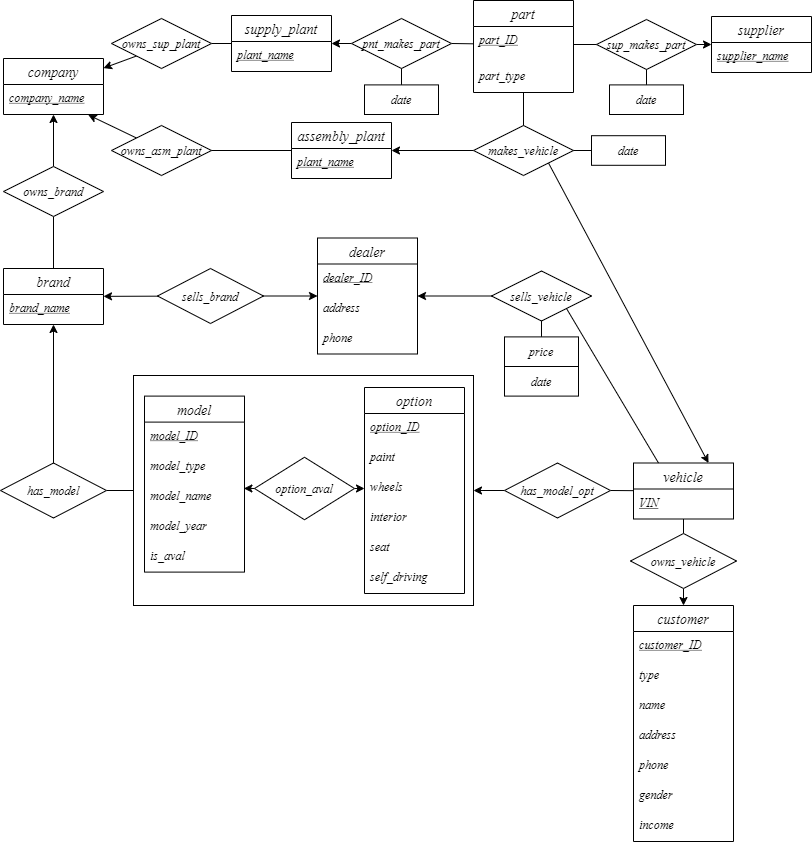 part
part_ID
part_type
supply_plant
plant_name
owns_sup_plant
pnt_makes_part
date
sup_makes_part
date
supplier
supplier_name
company
company_name
owns_asm_plant
assembly_plant
plant_name
makes_vehicle
date
owns_brand
brand
brand_name
sells_brand
dealer
dealer_ID
address
phone
sells_vehicle
price
date
has_model
model
model_ID
model_type
model_name
model_year
is_aval
option_aval
option
option_ID
paint
wheels
interior
seat
self_driving
has_model_opt
vehicle
VIN
owns_vehicle
customer
customer_ID
type
name
address
phone
gender
income